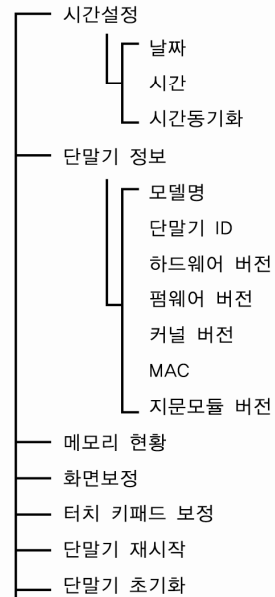 시간설정
날짜
시간
시간동기화
단말기 정보
모델명
단말기 ID
하드웨어 버전
펌웨어 버전
커널 버전
MAC
지문모듈 버전
메모리 현황
화면보정
터치 키패드 보정
단말기 재시작
단말기 초기화